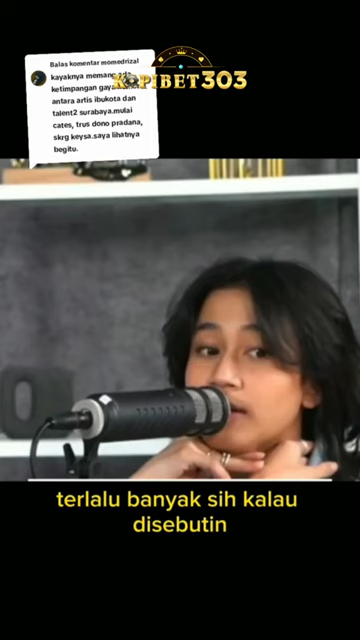 KOPIBET303
Balas komentar momedrizal
kayaknya memang ada
ketimpangan gaya
antara artis ibukota dan
talent2 surabaya.mulai
cates, trus dono pradana,
skrg keysa.saya lihatnya
begitu.
terlalu banyak sih kalau
disebutin